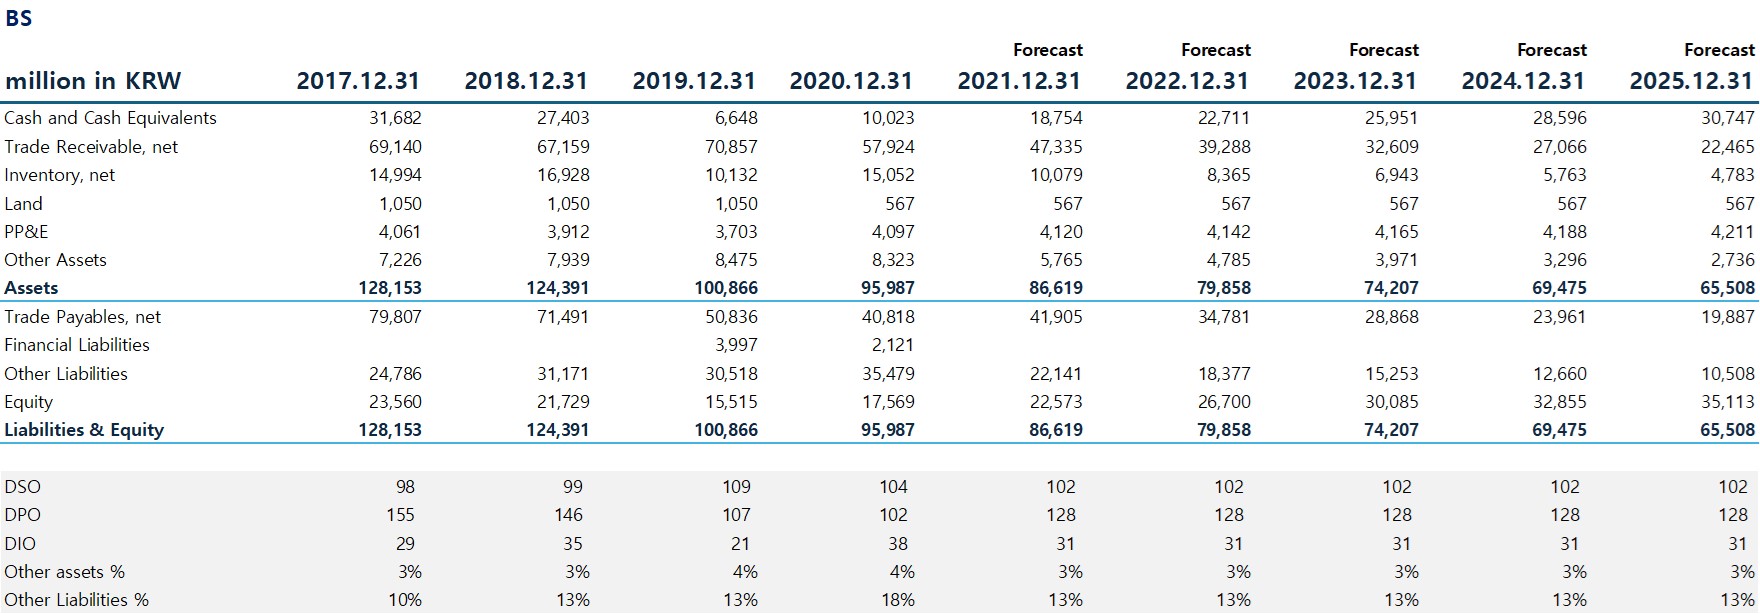 BS
Forecast Forecast Forecast Forecast Forecast
million in KRW 2017.12.31 2018.12.31 2019.12.31 2020.12.31 2021.12.31 2022.12.31 2023.12.31 2024.12.31 2025.12.31
Cash and Cash Equivalents 31,682 27,403 6,648 10,023 18,754 22,711 25,951 28,596 30,747
Trade Receivable, net 69,140 67,159 70,857 57,924 47,335 39,288 32,609 27,066 22,465
Inventory, net 14,994 16,928 10,132 15,052 10,079 8,365 6,943 5,763 4,783
Land 1,050 1,050 1,050 567 567 567 567 567 567
PP&E 4,061 3,912 3,703 4,097 4,120 4,142 4,165 4,188 4,211
Other Assets 7,226 7,939 8,475 8,323 5,765 4,785 3,971 3,296 2,736
Assets 128,153 124,391 100,866 95,987 86,619 79,858 74,207 69,475 65,508
Trade Payables, net 79,807 71,491 50,836 40,818 41,905 34,781 28,868 23,961 19,887
Financial Liabilities 3,997 2,121
Other Liabilities 24,786 31,171 30,518 35,479 22,141 18,377 15,253 12,660 10,508
Equity 23,560 21,729 15,515 17,569 22,573 26,700 30,085 32,855 35,113
Liabilities & Equity 128,153 124,391 100,866 95,987 86,619 79,858 74,207 69,475 65,508
DSO 98 99 109 104 102 102 102 102 102
DPO 155 146 107 102 128 128 128 128 128
DIO 29 35 21 38 31 31 31 31 31
Other assets % 3% 3% 4% 4% 3% 3% 3% 3% 3%
Other Liabilities % 10% 13% 13% 18% 13% 13% 13% 13% 13%